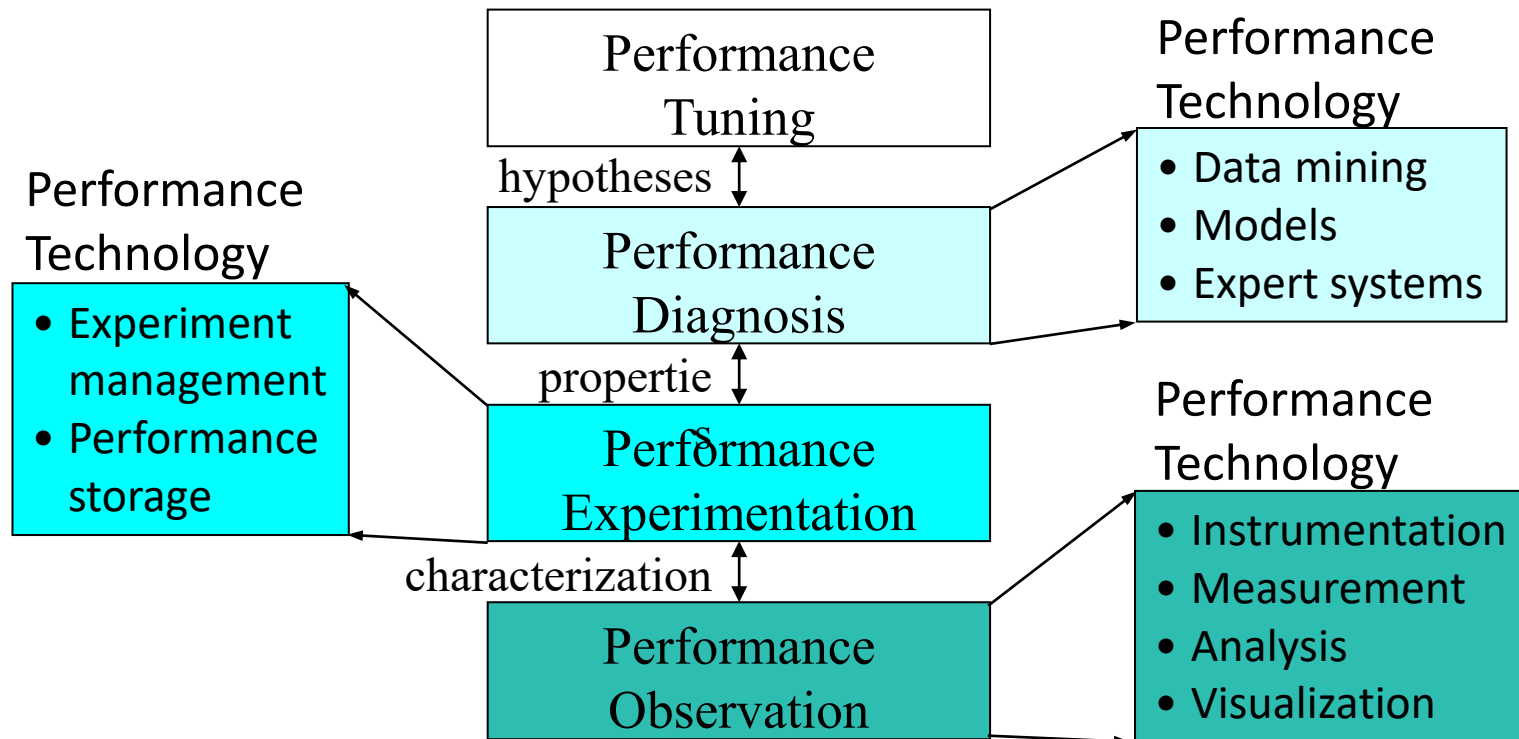 Performance
Tuning
hypotheses
Performance
Diagnosis
propertie
s
Performance
Experimentation
characterization
Performance
Observation
Performance
Technology
• Experiment
management
• Performance
storage
Performance
Technology
• Data mining
• Models
• Expert systems
Performance
Technology
• Instrumentation
• Measurement
• Analysis
• Visualization